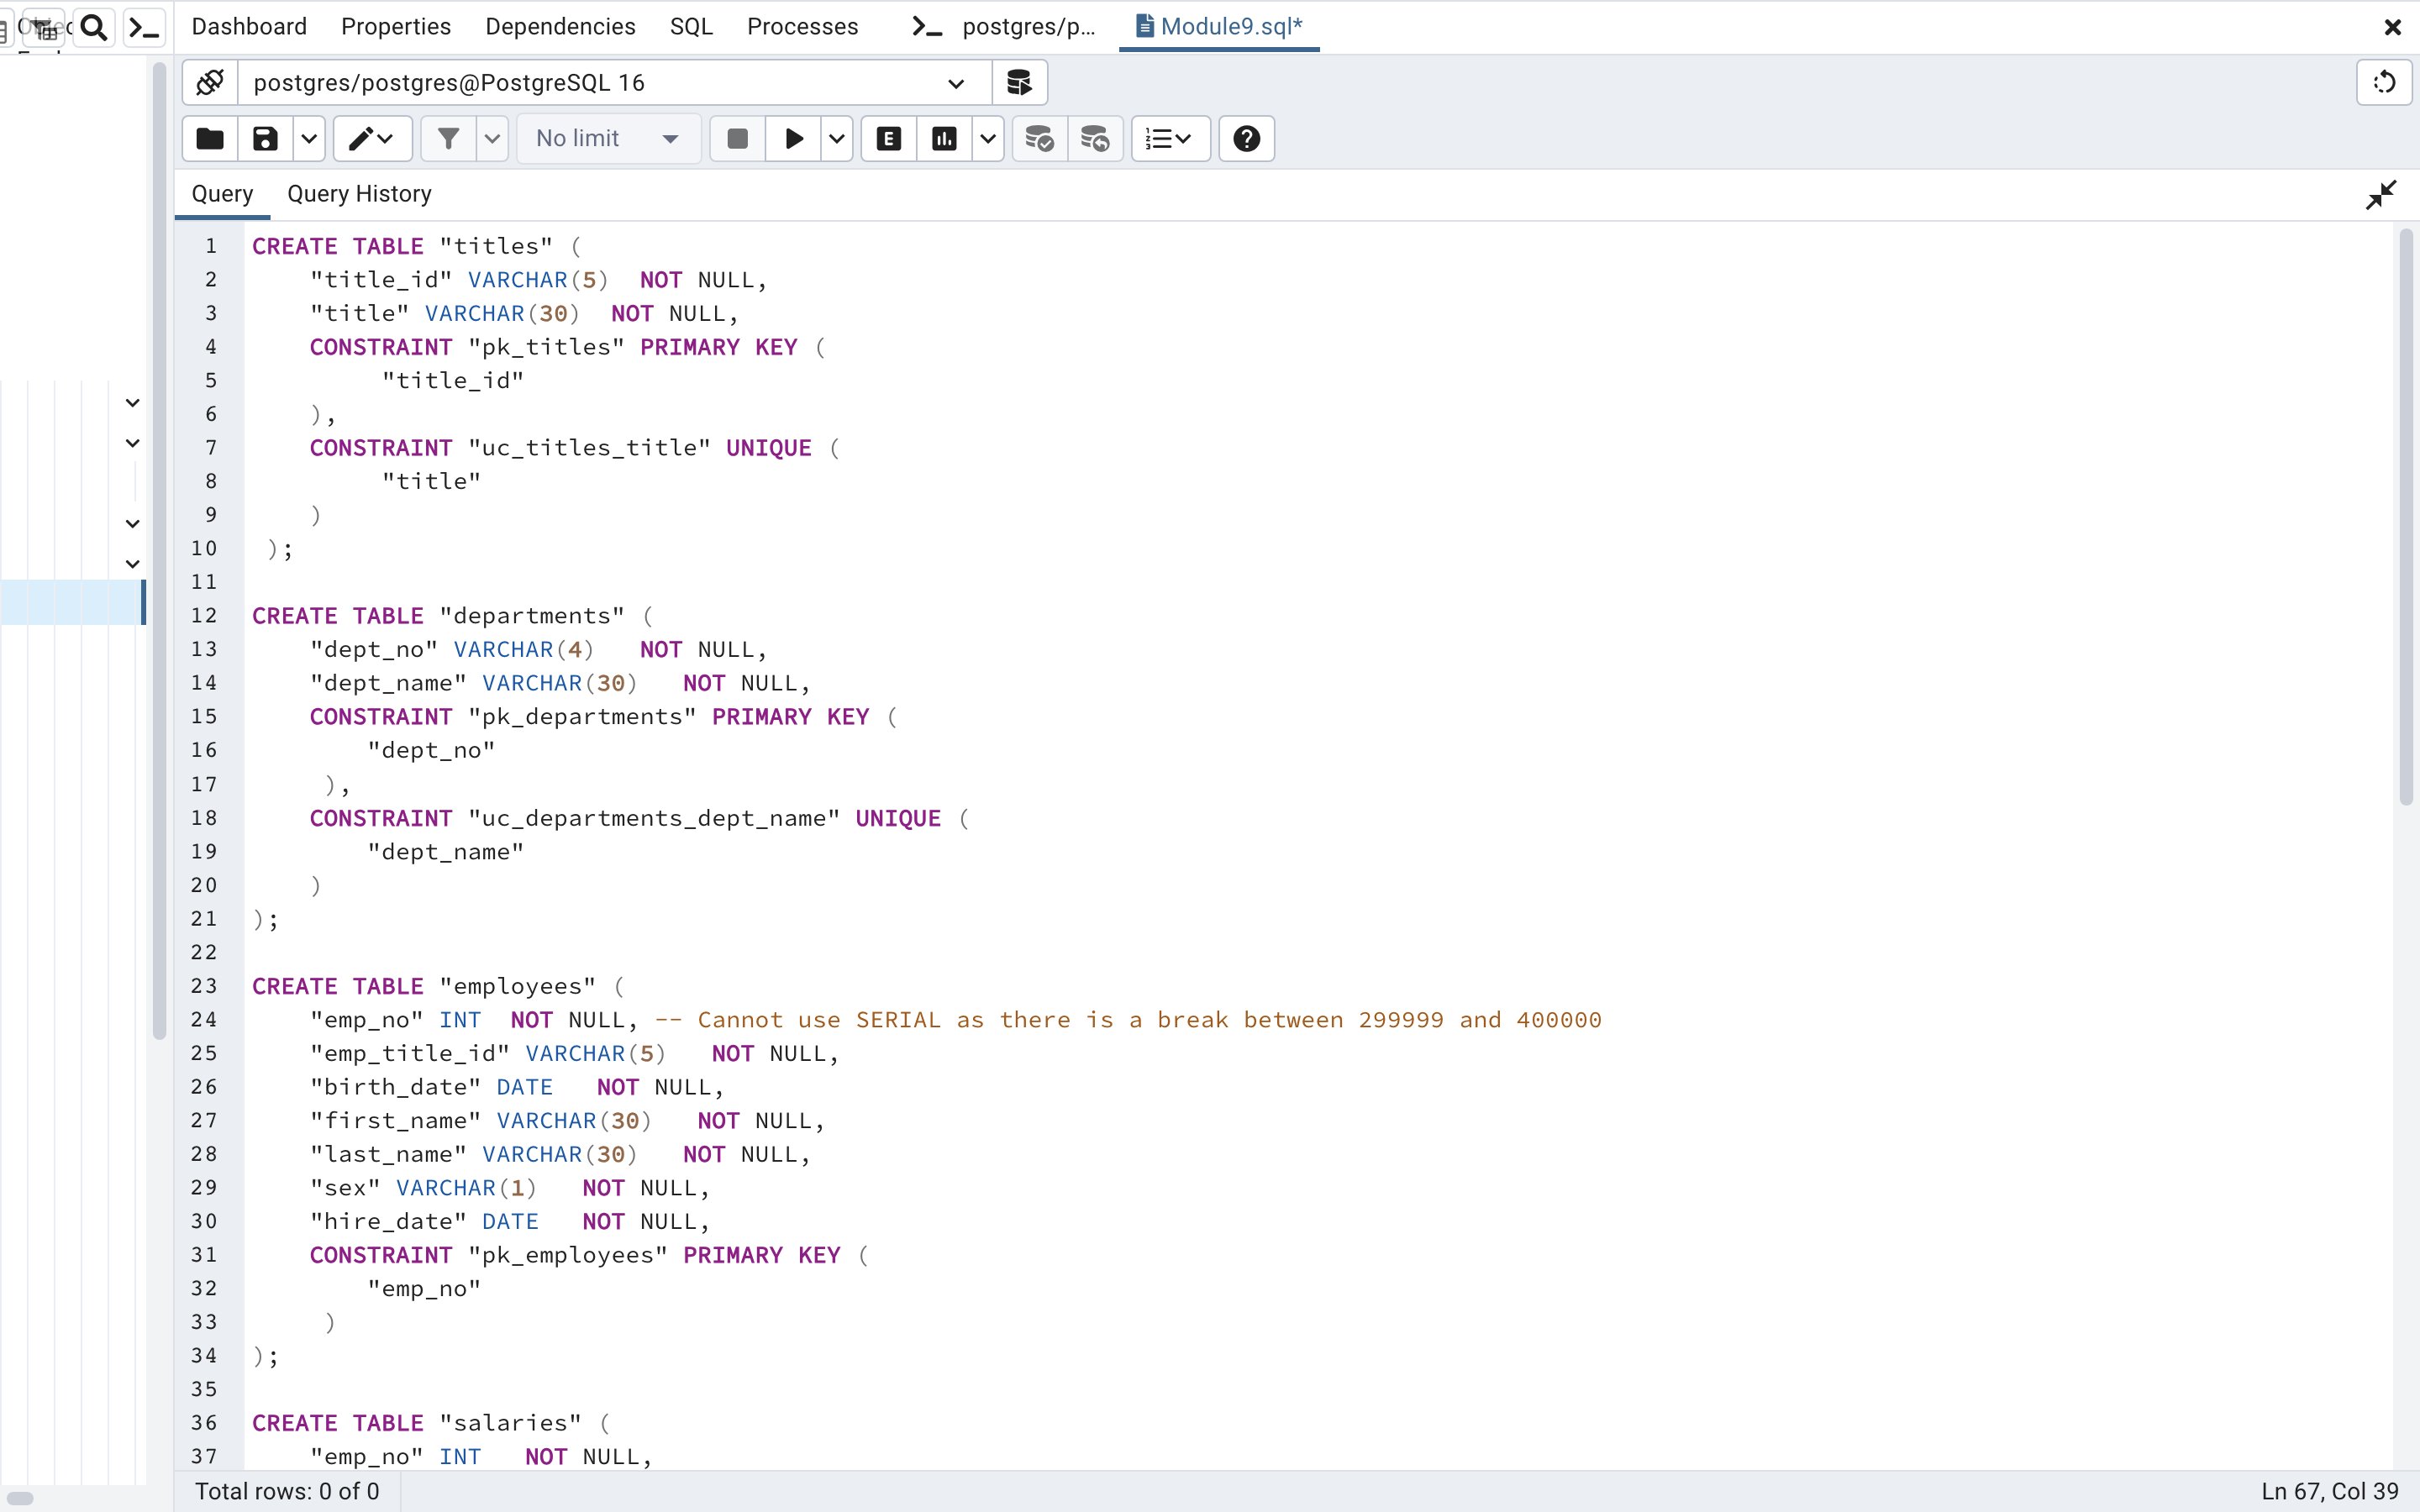 Dashboard Properties Dependencies SQL Processes postgres/p... Module9.sql*
postgres/postgres@PostgreSQL 16
No limit
E
Query Query History
1 CREATE TABLE "titles" (
2 "title_id" VARCHAR(5)  NOT NULL,
3 "title" VARCHAR(30)  NOT NULL,
4 CONSTRAINT "pk_titles" PRIMARY KEY (
5 "title_id"
6 ),
7 CONSTRAINT "uc_titles_title" UNIQUE (
8 "title"
9 )
10 );
11
12 CREATE TABLE "departments" (
13 "dept_no" VARCHAR(4)   NOT NULL,
14 "dept_name" VARCHAR(30)   NOT NULL,
15 CONSTRAINT "pk_departments" PRIMARY KEY (
16 "dept_no"
17 ),
18 CONSTRAINT "uc_departments_dept_name" UNIQUE (
19 "dept_name"
20 )
21 );
22
23 CREATE TABLE "employees" (
24 "emp_no" INT  NOT NULL, -- Cannot use SERIAL as there is a break between 299999 and 400000
25 "emp_title_id" VARCHAR(5)   NOT NULL,
26 "birth_date" DATE   NOT NULL,
27 "first_name" VARCHAR(30)   NOT NULL,
28 "last_name" VARCHAR(30)   NOT NULL,
29 "sex" VARCHAR(1)   NOT NULL,
30 "hire_date" DATE   NOT NULL,
31 CONSTRAINT "pk_employees" PRIMARY KEY (
32 "emp_no"
33 )
34 );
35
36 CREATE TABLE "salaries" (
37 "emp_no" INT   NOT NULL,
Total rows: 0 of 0 Ln 67, Col 39